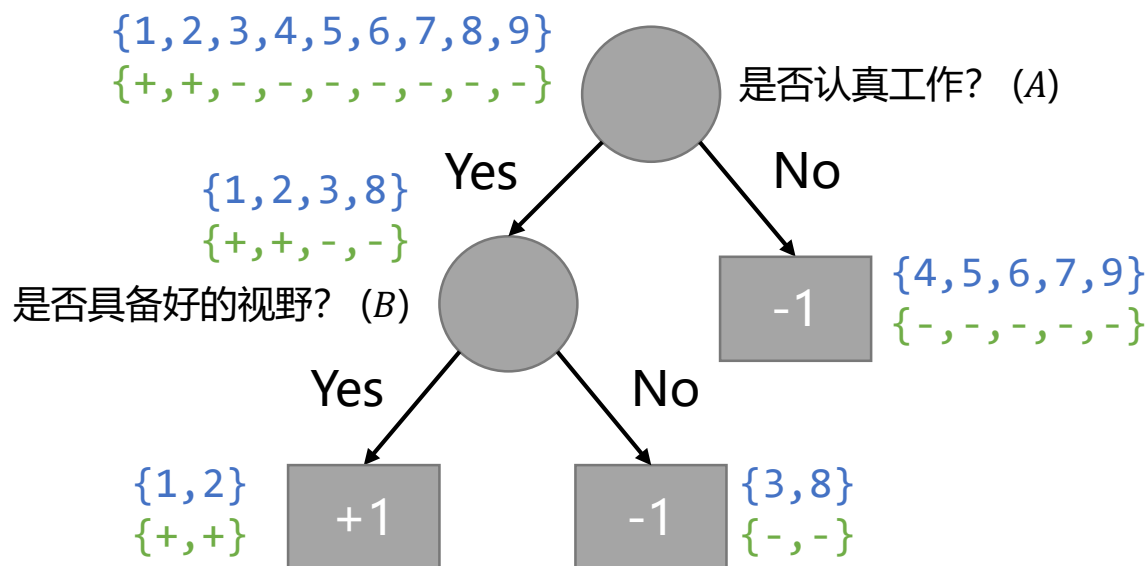 {1,2,3,4,5,6,7,8,9}
{+,+,-,-,-,-,-,-,-}
是否认真工作？ (A)
Yes
No
{1,2,3,8}
{+,+,-,-}
是否具备好的视野？ (B)
-1
{4,5,6,7,9}
{-,-,-,-,-}
Yes
No
{1,2}
{+,+}
+1
-1
{3,8}
{-,-}